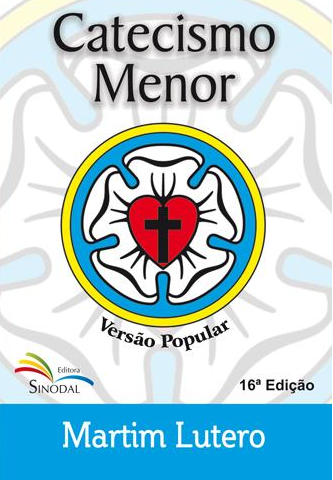 Catecismo
Menor
Versão Popular
Editora
SINODAL
16ª Edição
Martim Lutero